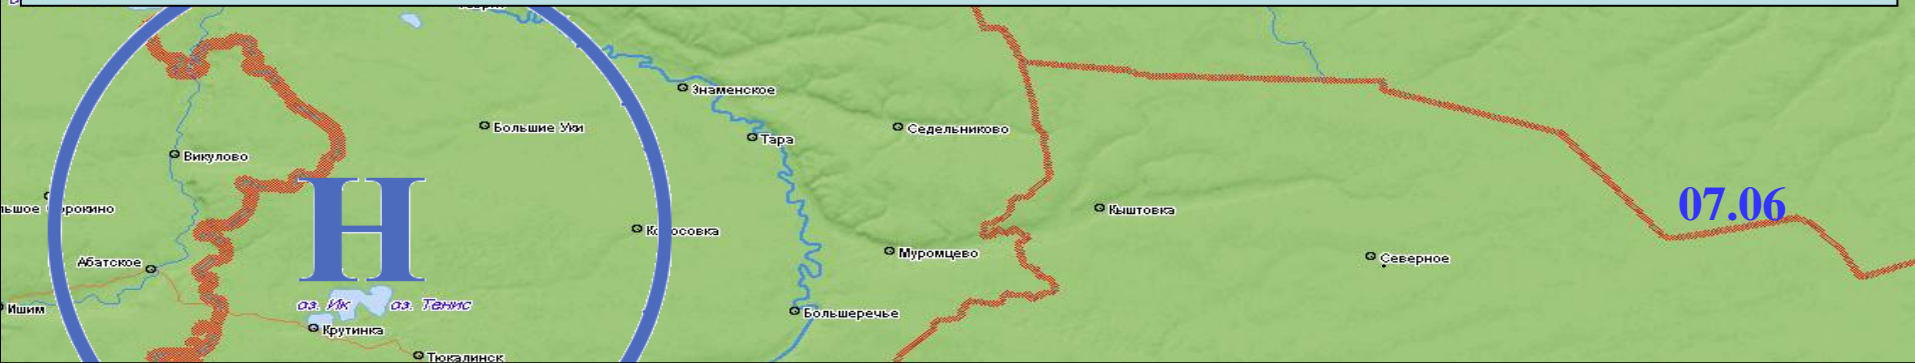 Знаменское
Большие Уки
Седельниково
Тара
Викулово
Н
07.06
Кыштовка
Муромцево
Абатское
Северное
оз. Ик
оз. Тенис
Ишим
Большеречье
Крутинка
Тюкалинск